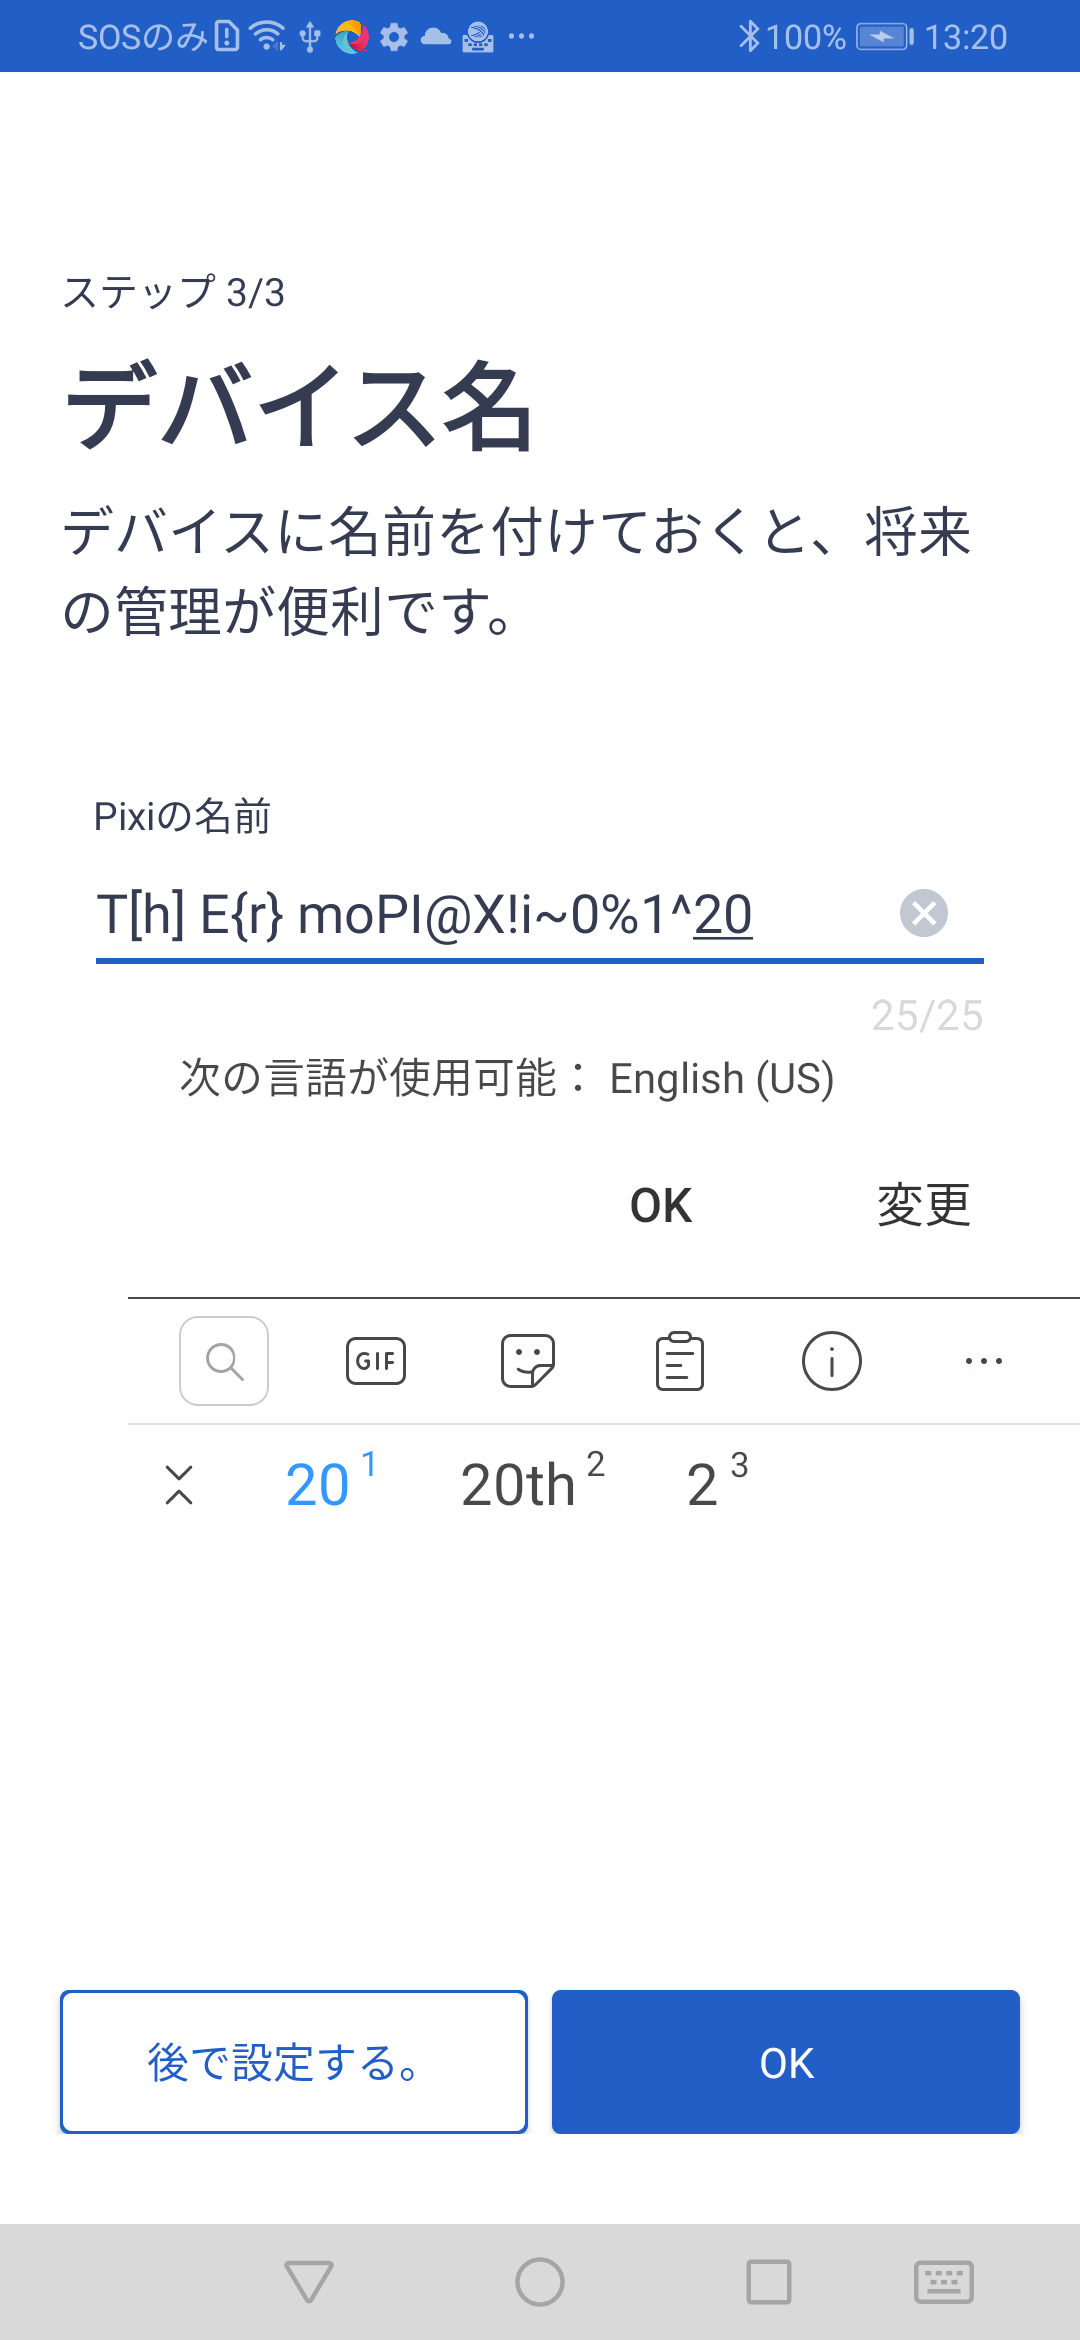 SOSのみ 100% 13:20
ステップ 3/3
デバイス名
デバイスに名前を付けておくと、将来
の管理が便利です。
Pixiの名前
T[h] E{r} moPI@X!i~0%1^20
25/25
次の言語が使用可能： English (US)
OK 変更
GIF
20 1 20th 2 2 3
後で設定する。 OK